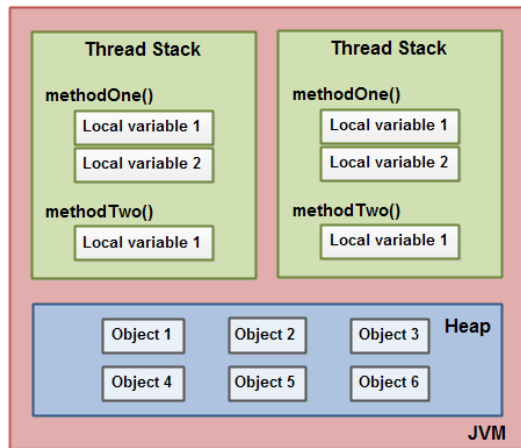 Thread Stack
methodOne()
Local variable 1
Local variable 2
methodTwo()
Local variable 1
Thread Stack
methodOne()
Local variable 1
Local variable 2
methodTwo()
Local variable 1
Heap
Object 1
Object 2
Object 3
Object 4
Object 5
Object 6
JVM